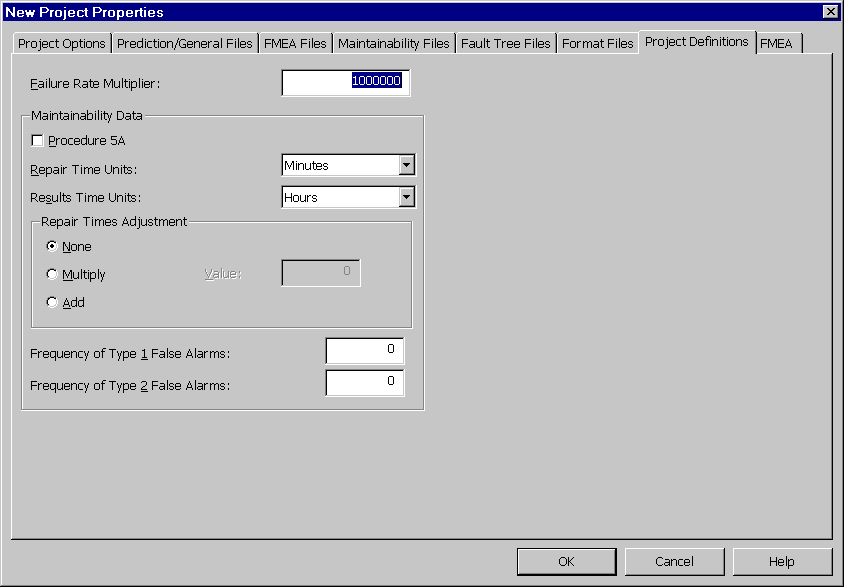 New Project Properties
Project Options Prediction/General Files FMEA Files Maintainability Files Fault Tree Files Format Files Project Definitions FMEA
Failure Rate Multiplier: 1000000
Maintainability Data
Procedure 5A
Repair Time Units: Minutes
Results Time Units: Hours
Repair Times Adjustment
None
Multiply Value: 0
Add
Frequency of Type 1 False Alarms: 0
Frequency of Type 2 False Alarms: 0
OK Cancel Help